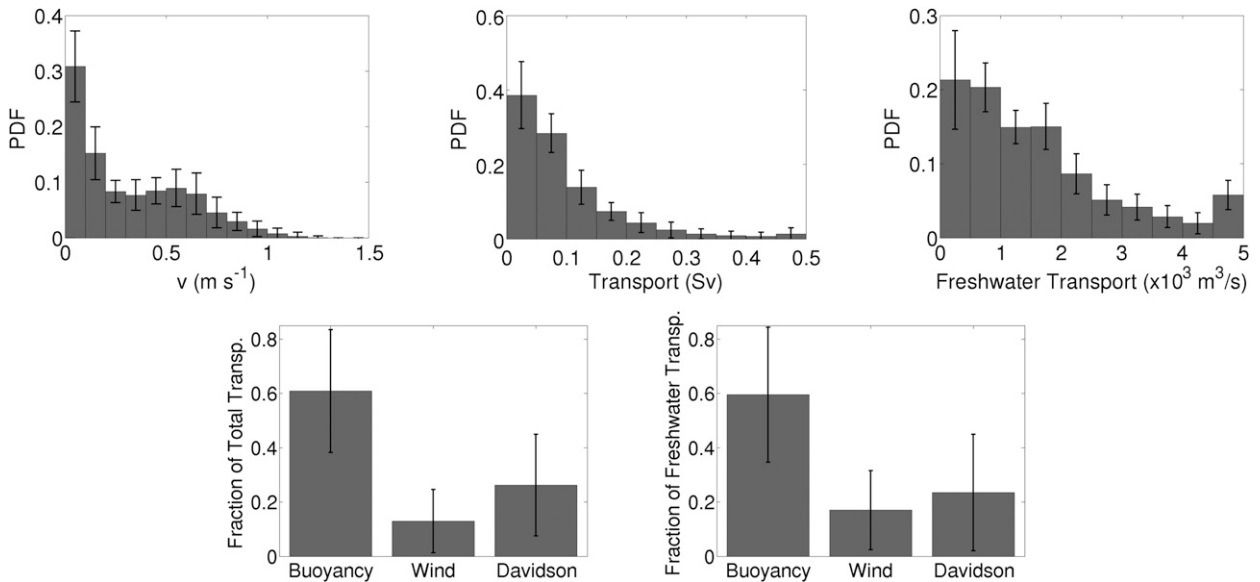 0.4
0.3
0.2
0.1
0
PDF
0
0.5
1
1.5
v (m s⁻¹)
0.6
0.4
0.2
0
PDF
0
0.1
0.2
0.3
0.4
0.5
Transport (Sv)
0.3
0.2
0.1
0
PDF
0
1
2
3
4
5
Freshwater Transport (x10³ m³/s)
0.8
0.6
0.4
0.2
0
Fraction of Total Transp.
Buoyancy
Wind
Davidson
0.8
0.6
0.4
0.2
0
Fraction of Freshwater Transp.
Buoyancy
Wind
Davidson